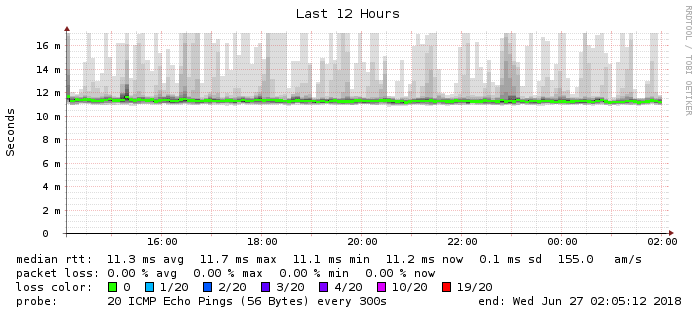 Last 12 Hours
RRDTOOL / TOBI OETIKER
Seconds
16 m
14 m
12 m
10 m
8 m
6 m
4 m
2 m
0
16:00 18:00 20:00 22:00 00:00 02:00
median rtt: 11.3 ms avg 11.7 ms max 11.1 ms min 11.2 ms now 0.1 ms sd 155.0 am/s
packet loss: 0.00 % avg 0.00 % max 0.00 % min 0.00 % now
loss color: 0 1/20 2/20 3/20 4/20 10/20 19/20
probe: 20 ICMP Echo Pings (56 Bytes) every 300s end: Wed Jun 27 02:05:12 2018